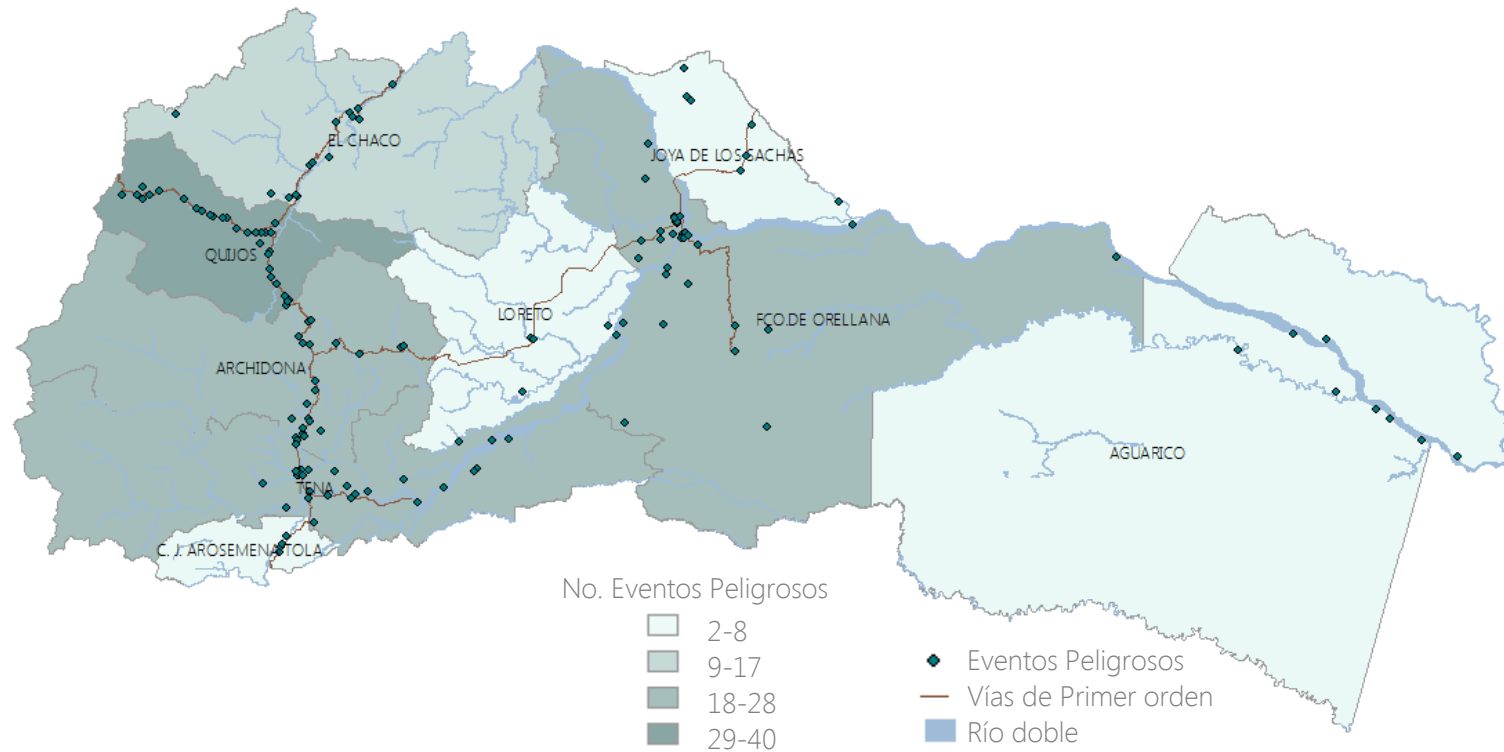 EL CHACO
JOYA DE LOS SACHAS
QUIJOS
LORETO
FCO.DE ORELLANA
ARCHIDONA
AGUARICO
TENA
C. J. AROSEMENA TOLA
No. Eventos Peligrosos
2-8
9-17
18-28
29-40
Eventos Peligrosos
Vías de Primer orden
Río doble